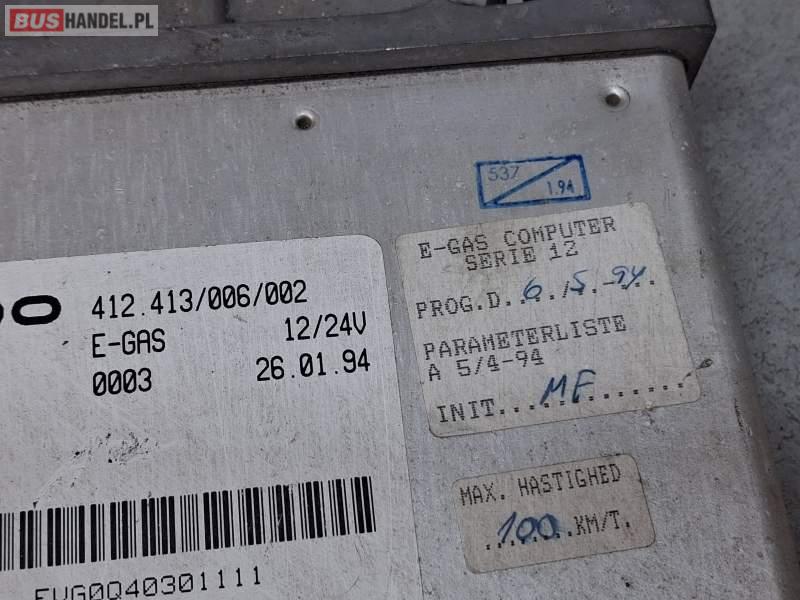 BUSHANDEL.PL
537
1.94
412.413/006/002
E-GAS 12/24V
0003 26.01.94
E-GAS COMPUTER
SERIE 12
PROG.D. 6/5-94
PARAMETERLISTE
A 5/4-94
INIT. MF
MAX. HASTIGHED
100 KM/T.